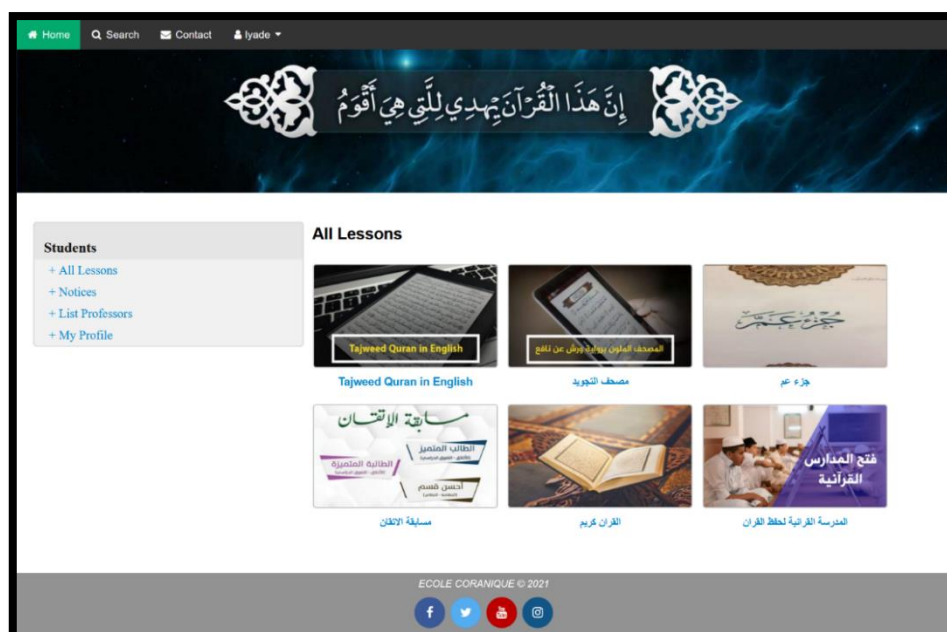 Home Search Contact Iyade
إِنَّ هَذَا الْقُرْآنَ يَهْدِي لِلَّتِي هِيَ أَقْوَمُ
Students
+ All Lessons
+ Notices
+ List Professors
+ My Profile
All Lessons
Tajweed Quran in English
المصحف الملون برواية ورش عن نافع
جزء عم
Tajweed Quran in English
مصحف التجويد
جزء عم
مسابقة الإتقان
الطالب المتميز
الطالبة المتميزة
أحسن قسم
فتح المدارس
القرآنية
مسابقة الاتقان
القران كريم
المدرسة القرانية لحفظ القران
ECOLE CORANIQUE © 2021